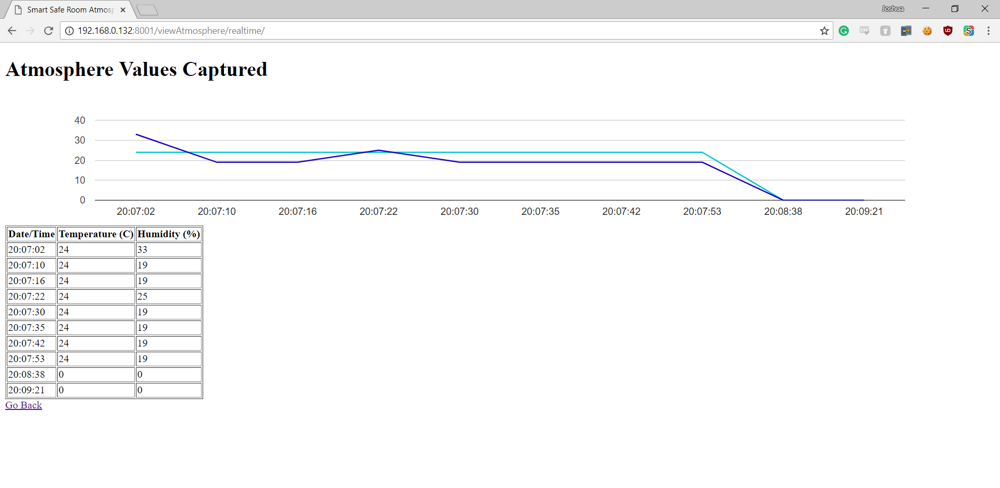 Smart Safe Room Atmosp
Joshua
192.168.0.132:8001/viewAtmosphere/realtime/
Atmosphere Values Captured
40
30
20
10
0
20:07:02 20:07:10 20:07:16 20:07:22 20:07:30 20:07:35 20:07:42 20:07:53 20:08:38 20:09:21
Date/Time Temperature (C) Humidity (%)
20:07:02 24 33
20:07:10 24 19
20:07:16 24 19
20:07:22 24 25
20:07:30 24 19
20:07:35 24 19
20:07:42 24 19
20:07:53 24 19
20:08:38 0 0
20:09:21 0 0
Go Back